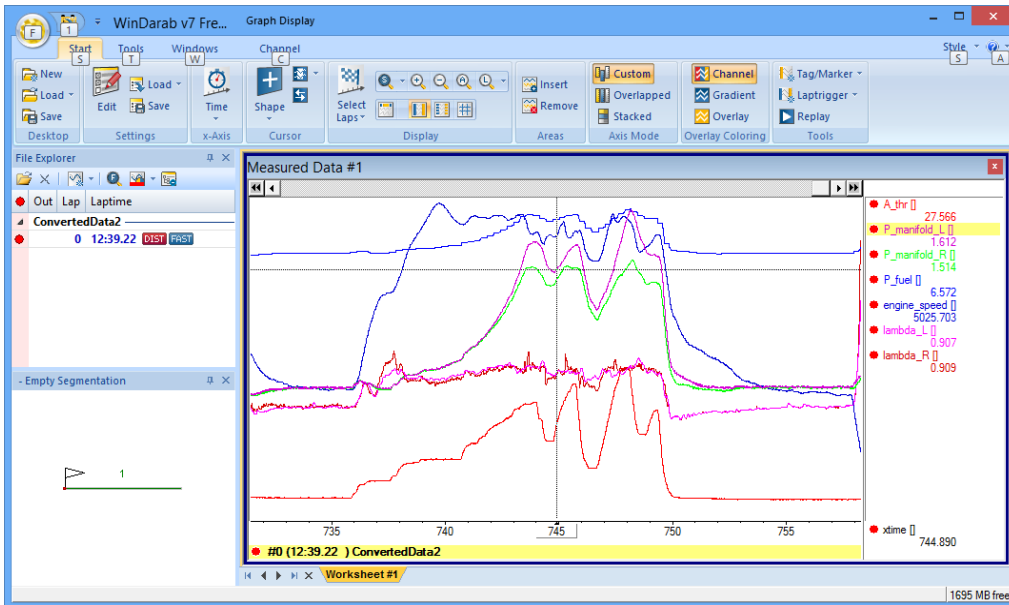 WinDarab v7 Fre... Graph Display
F 1
Start Tools Windows Channel Style
S T W C S A
New Load Insert Custom Channel Tag/Marker
Load Overlapped Gradient Laptrigger
Save Edit Save Time Shape Select Laps Remove Stacked Overlay Replay
Desktop Settings x-Axis Cursor Display Areas Axis Mode Overlay Coloring Tools
File Explorer
Out Lap Laptime
ConvertedData2
0 12:39.22 DIST FAST
- Empty Segmentation
1
Measured Data #1
A_thr []
27.566
P_manifold_L []
1.612
P_manifold_R []
1.514
P_fuel []
6.572
engine_speed []
5025.703
lambda_L []
0.907
lambda_R []
0.909
735 740 745 750 755
xtime []
744.890
#0 (12:39.22 ) ConvertedData2
Worksheet #1
1695 MB free